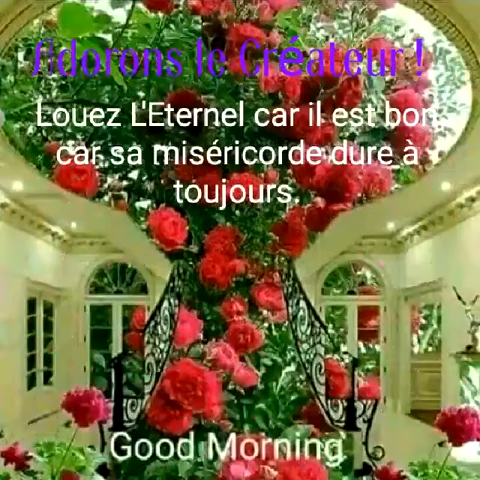 Adorons le Créateur !
Louez L'Eternel car il est bon
car sa miséricorde dure à
toujours.
Good Morning